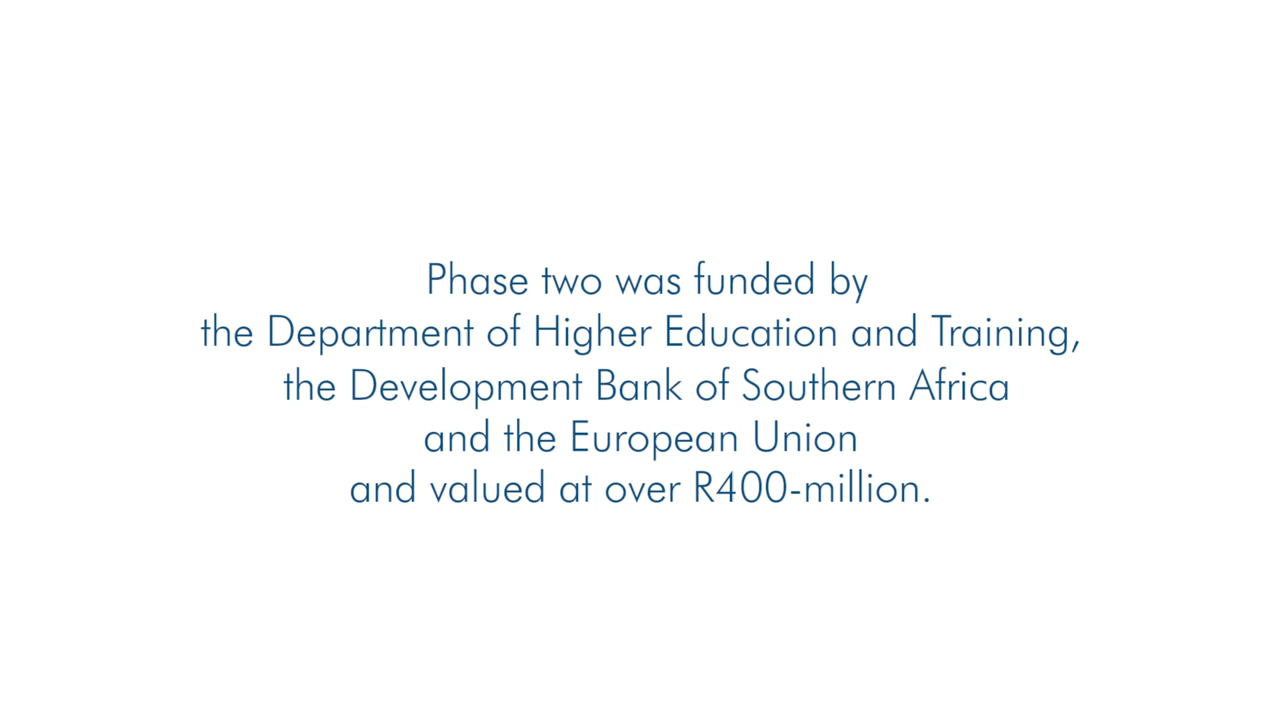 Phase two was funded by
the Department of Higher Education and Training,
the Development Bank of Southern Africa
and the European Union
and valued at over R400-million.